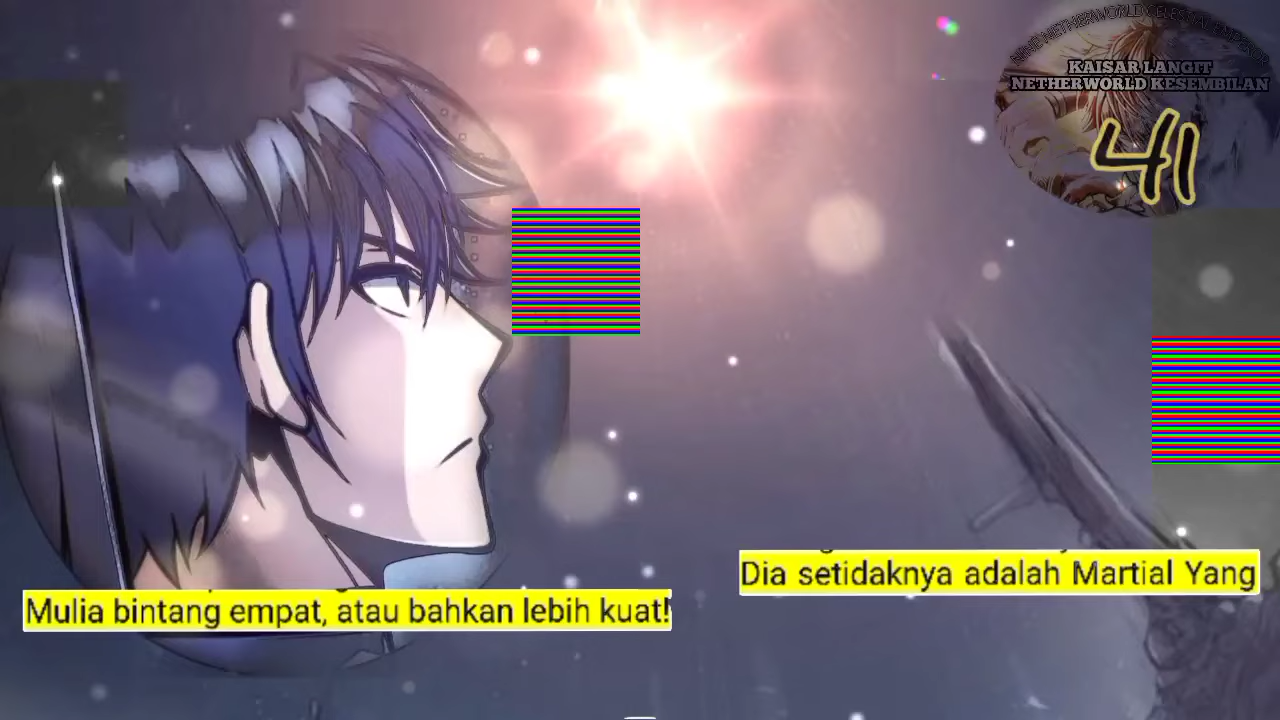 KAISAR LANGIT
NETHERWORLD KESEMBILAN
41
Dia setidaknya adalah Martial Yang
Mulia bintang empat, atau bahkan lebih kuat!